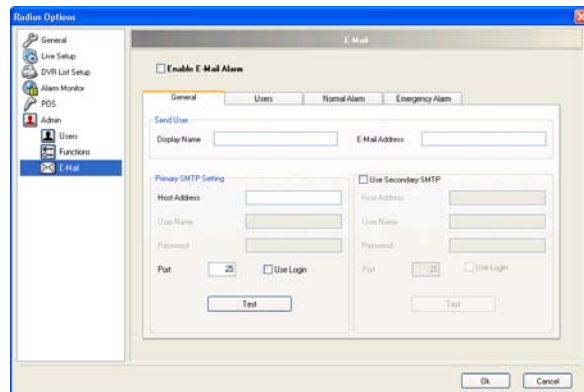 Radius Options
General
Live Setup
DVR List Setup
Alarm Monitor
POS
Admin
Users
Functions
E-Mail
E-Mail
Enable E-Mail Alarm
General Users Normal Alarm Emergency Alarm
Send User
Display Name E-Mail Address
Primary SMTP Setting Use Secondary SMTP
Host Address Host Address
User Name User Name
Password Password
Port 25 Use Login Port 25 Use Login
Test Test
Ok Cancel